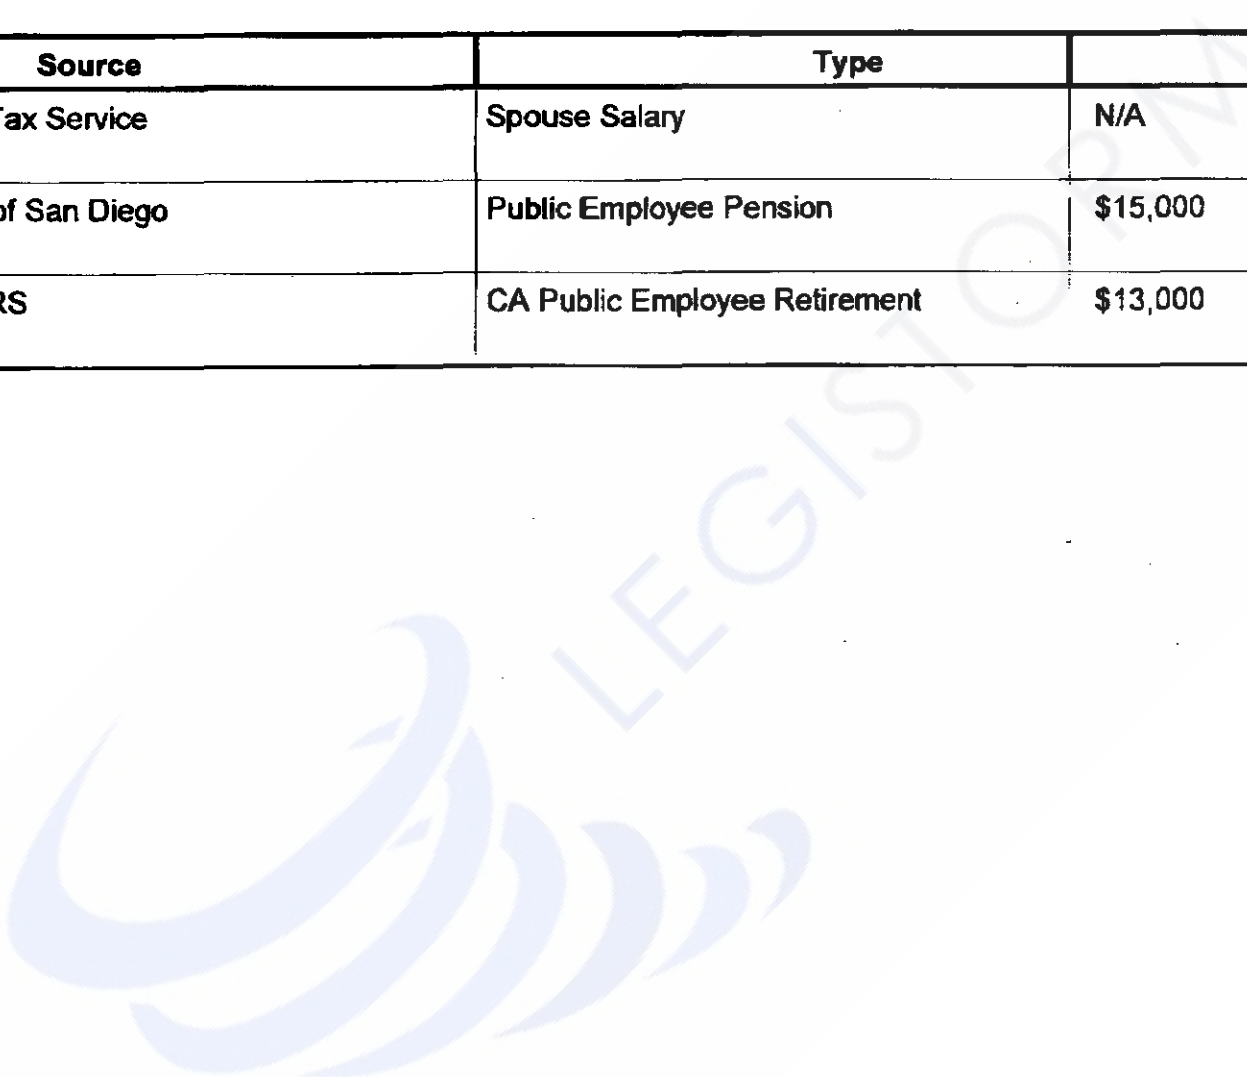 Source Type
Tax Service Spouse Salary N/A
of San Diego Public Employee Pension $15,000
RS CA Public Employee Retirement $13,000
LEGISTORM